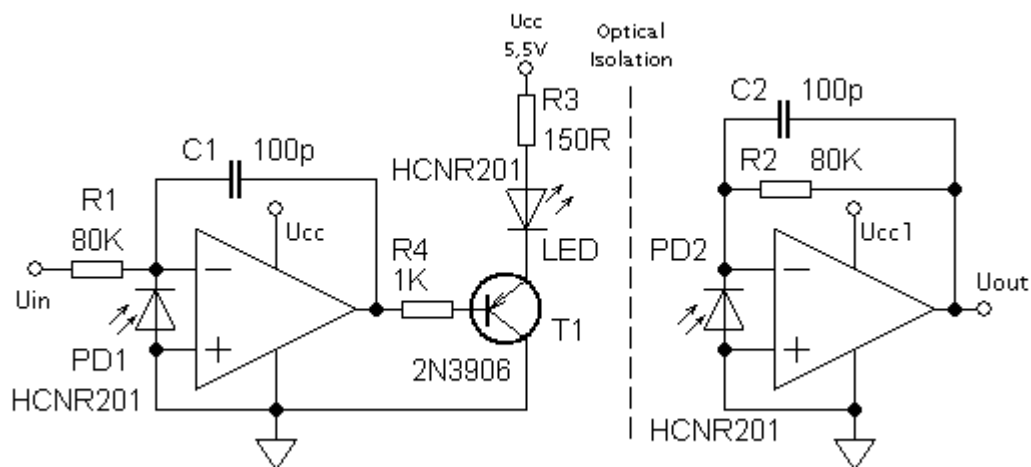 Ucc
5,5V
Optical
Isolation
R3
150R
C2 100p
C1 100p
HCNR201
R2 80K
R1
80K
Ucc
R4
1K
LED
PD2
Ucc1
Uin
−
−
Uout
PD1
+
T1
+
2N3906
HCNR201
HCNR201